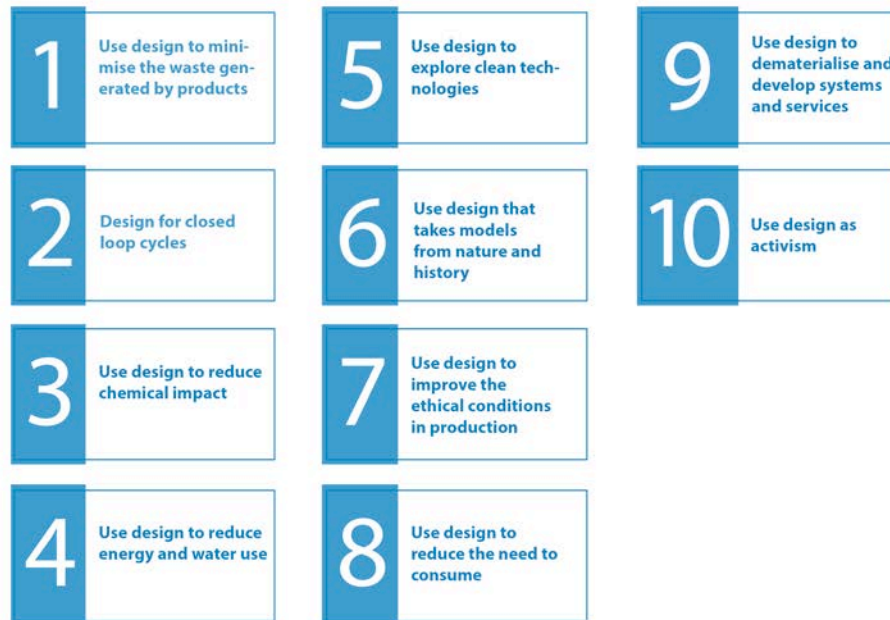 1
Use design to mini-
mise the waste gen-
erated by products
2
Design for closed
loop cycles
3
Use design to reduce
chemical impact
4
Use design to reduce
energy and water use
5
Use design to
explore clean tech-
nologies
6
Use design that
takes models
from nature and
history
7
Use design to
improve the
ethical conditions
in production
8
Use design to
reduce the need to
consume
9
Use design to
dematerialise and
develop systems
and services
10
Use design as
activism